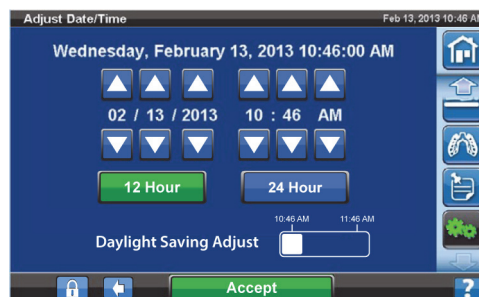 Adjust Date/Time
Feb 13, 2013 10:46 AM
Wednesday, February 13, 2013 10:46:00 AM
02 / 13 / 2013 10 : 46 AM
12 Hour 24 Hour
10:46 AM 11:46 AM
Daylight Saving Adjust
Accept
?